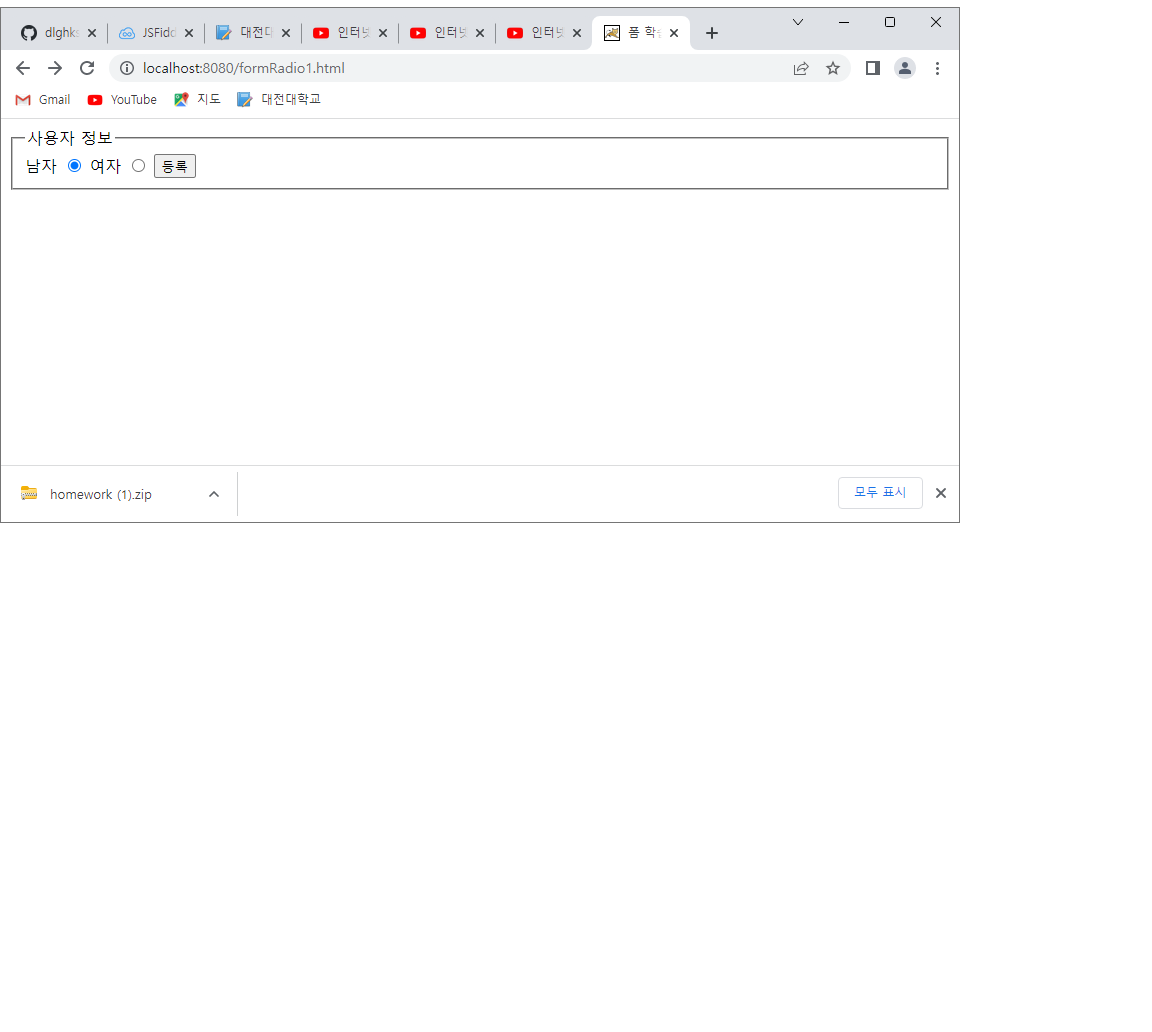 dlghks JSFidd 대전대 인터넷 인터넷 인터넷 폼 학습
localhost:8080/formRadio1.html
Gmail YouTube 지도 대전대학교
사용자 정보
남자 여자 등록
homework (1).zip 모두 표시